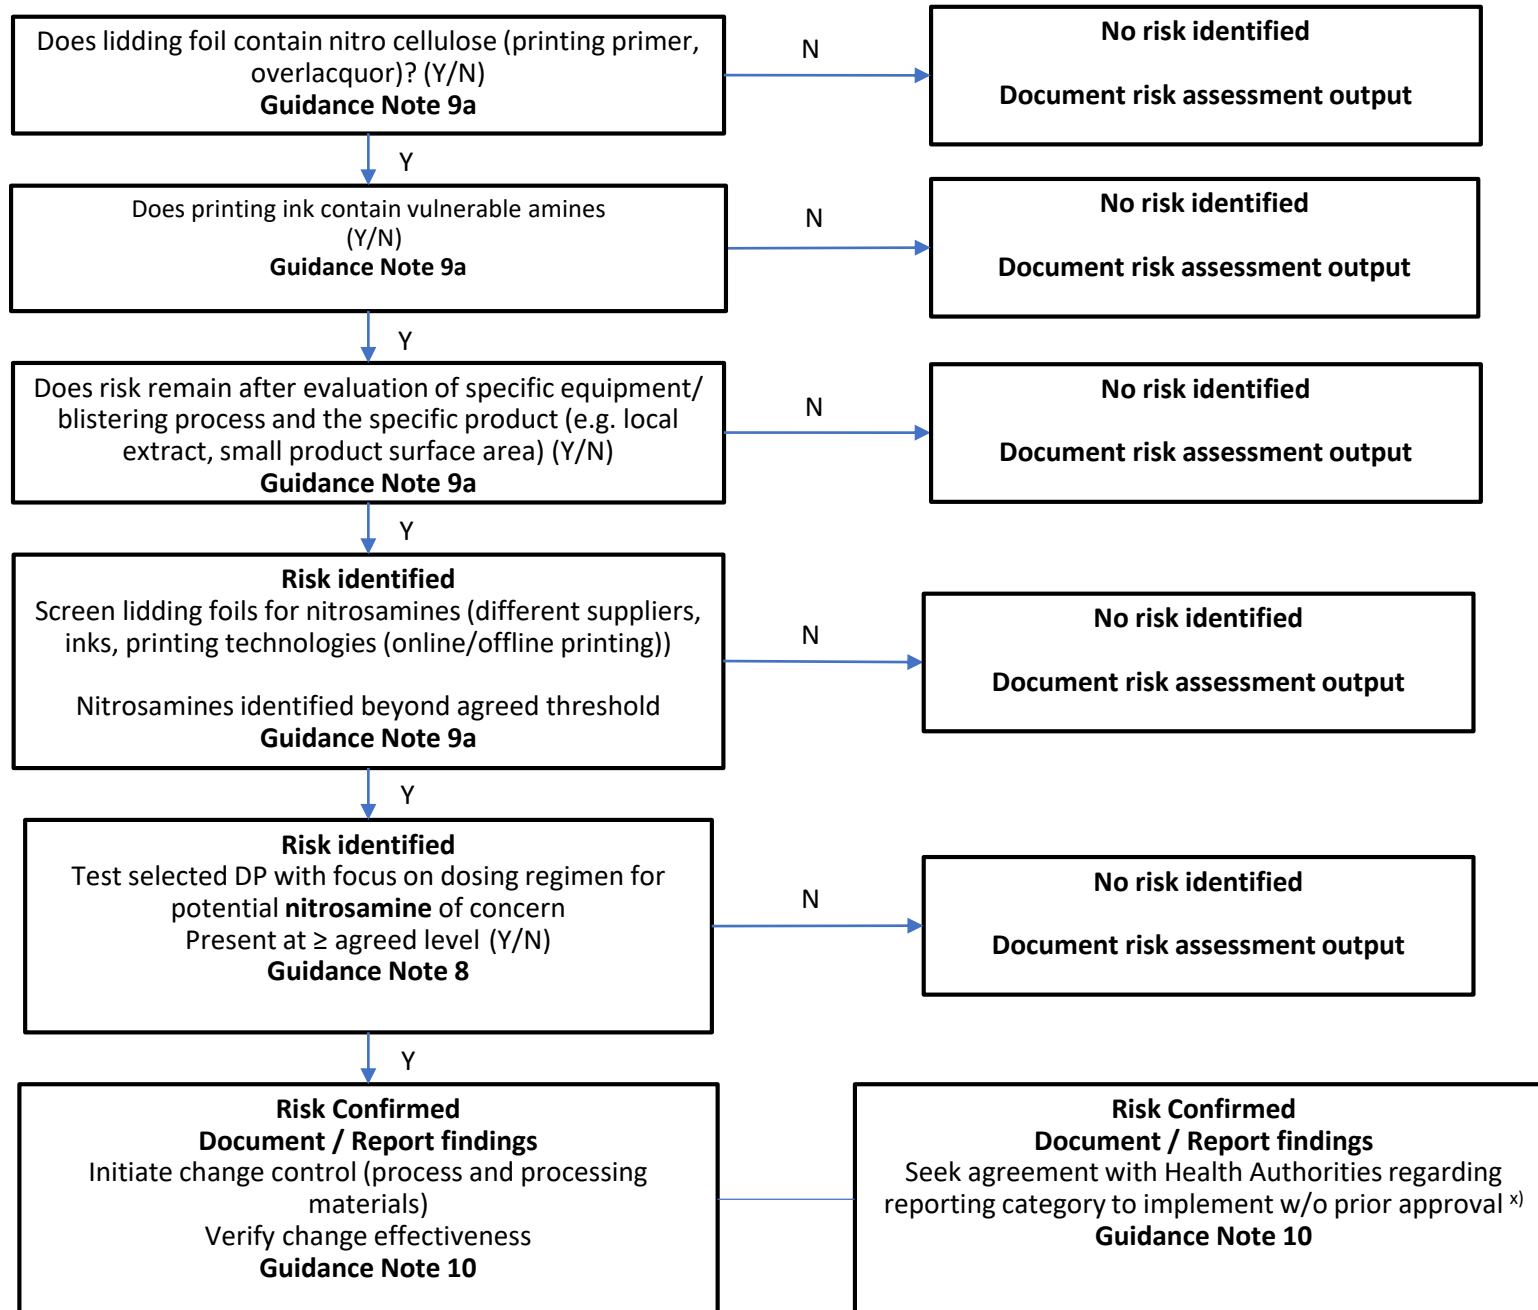 Does lidding foil contain nitro cellulose (printing primer,
overlacquor)? (Y/N)
Guidance Note 9a
N
No risk identified
Document risk assessment output
Y
Does printing ink contain vulnerable amines
(Y/N)
Guidance Note 9a
N
No risk identified
Document risk assessment output
Y
Does risk remain after evaluation of specific equipment/
blistering process and the specific product (e.g. local
extract, small product surface area) (Y/N)
Guidance Note 9a
N
No risk identified
Document risk assessment output
Y
Risk identified
Screen lidding foils for nitrosamines (different suppliers,
inks, printing technologies (online/offline printing))
Nitrosamines identified beyond agreed threshold
Guidance Note 9a
N
No risk identified
Document risk assessment output
Y
Risk identified
Test selected DP with focus on dosing regimen for
potential nitrosamine of concern
Present at ≥ agreed level (Y/N)
Guidance Note 8
N
No risk identified
Document risk assessment output
Y
Risk Confirmed
Document / Report findings
Initiate change control (process and processing
materials)
Verify change effectiveness
Guidance Note 10
Risk Confirmed
Document / Report findings
Seek agreement with Health Authorities regarding
reporting category to implement w/o prior approval x)
Guidance Note 10